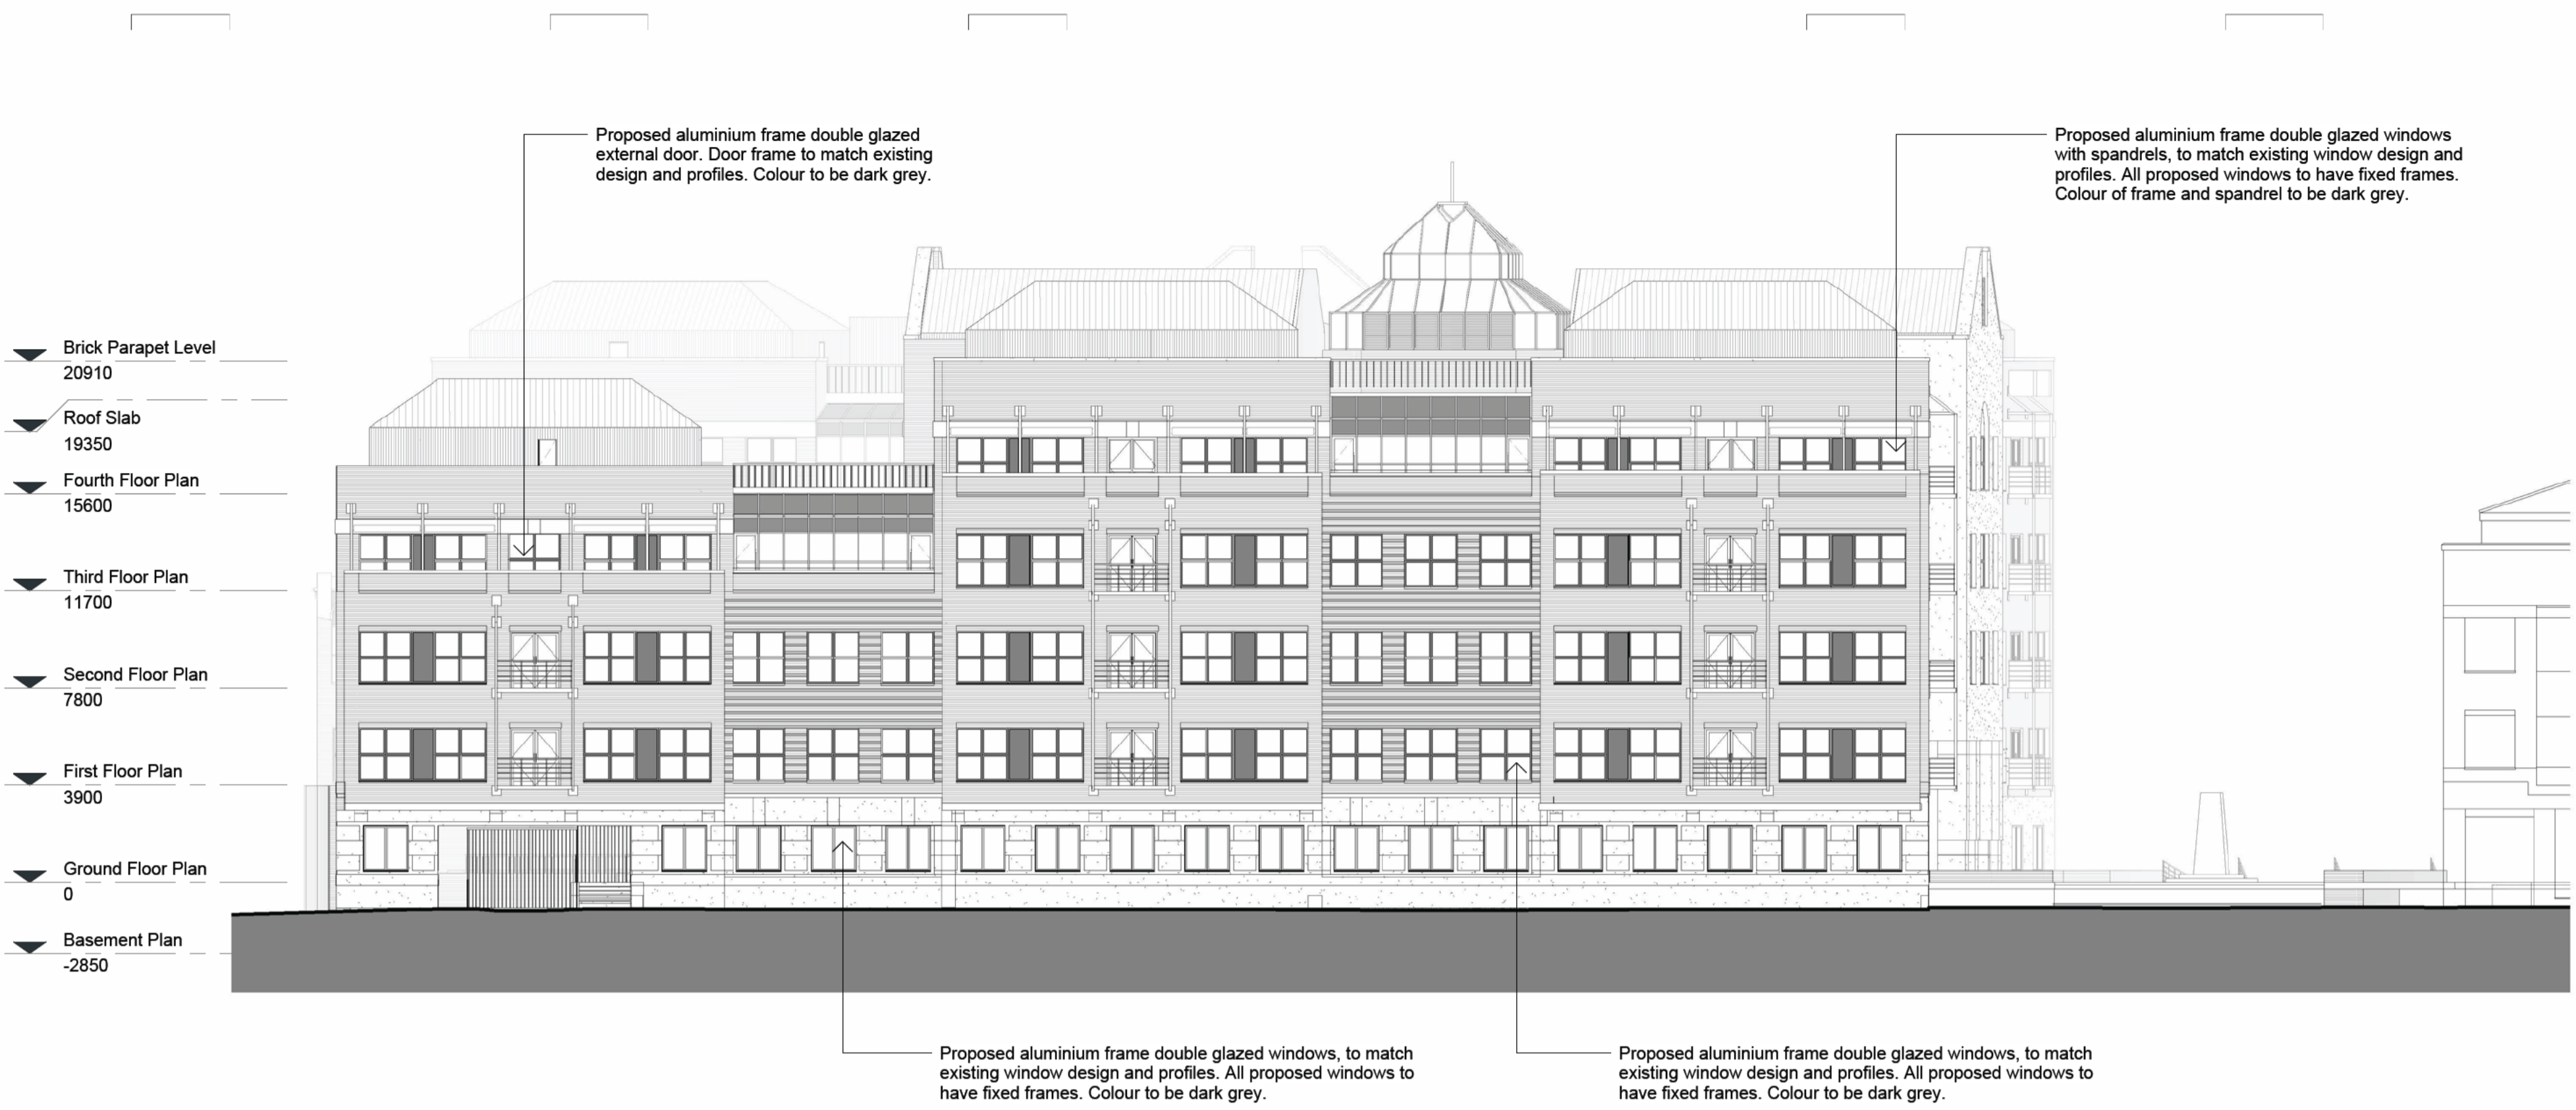 Proposed aluminium frame double glazed
external door. Door frame to match existing
design and profiles. Colour to be dark grey.
Proposed aluminium frame double glazed windows
with spandrels, to match existing window design and
profiles. All proposed windows to have fixed frames.
Colour of frame and spandrel to be dark grey.
Brick Parapet Level
20910
Roof Slab
19350
Fourth Floor Plan
15600
Third Floor Plan
11700
Second Floor Plan
7800
First Floor Plan
3900
Ground Floor Plan
0
Basement Plan
-2850
Proposed aluminium frame double glazed windows, to match
existing window design and profiles. All proposed windows to
have fixed frames. Colour to be dark grey.
Proposed aluminium frame double glazed windows, to match
existing window design and profiles. All proposed windows to
have fixed frames. Colour to be dark grey.